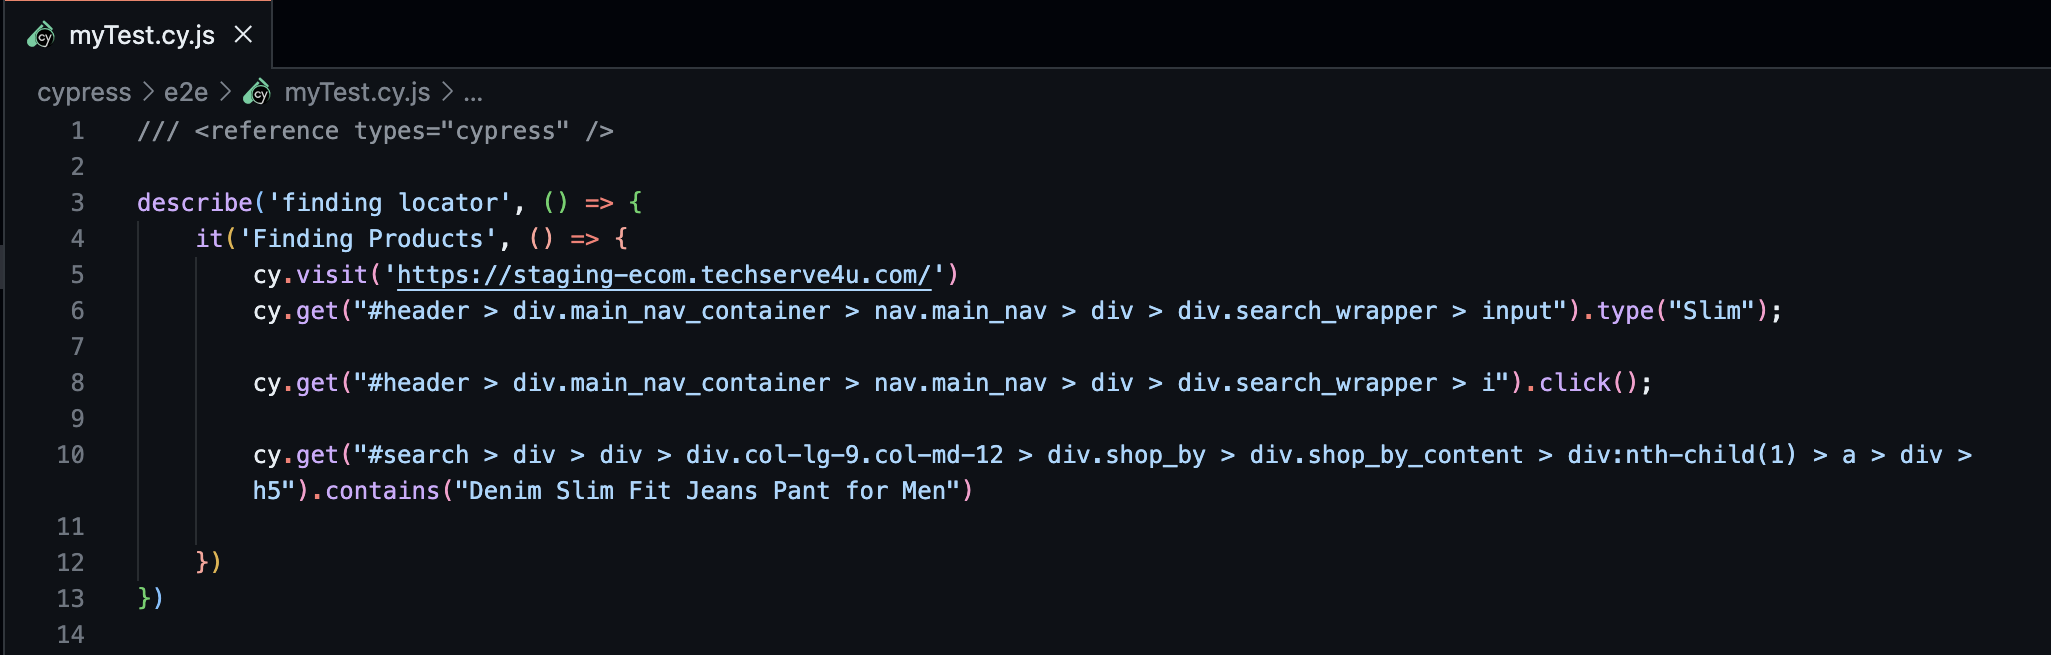 myTest.cy.js
cypress > e2e > myTest.cy.js > ...
1 /// <reference types="cypress" />
2
3 describe('finding locator', () => {
4 it('Finding Products', () => {
5 cy.visit('https://staging-ecom.techserve4u.com/')
6 cy.get("#header > div.main_nav_container > nav.main_nav > div > div.search_wrapper > input").type("Slim");
7
8 cy.get("#header > div.main_nav_container > nav.main_nav > div > div.search_wrapper > i").click();
9
10 cy.get("#search > div > div > div.col-lg-9.col-md-12 > div.shop_by > div.shop_by_content > div:nth-child(1) > a > div >
h5").contains("Denim Slim Fit Jeans Pant for Men")
11
12 })
13 })
14